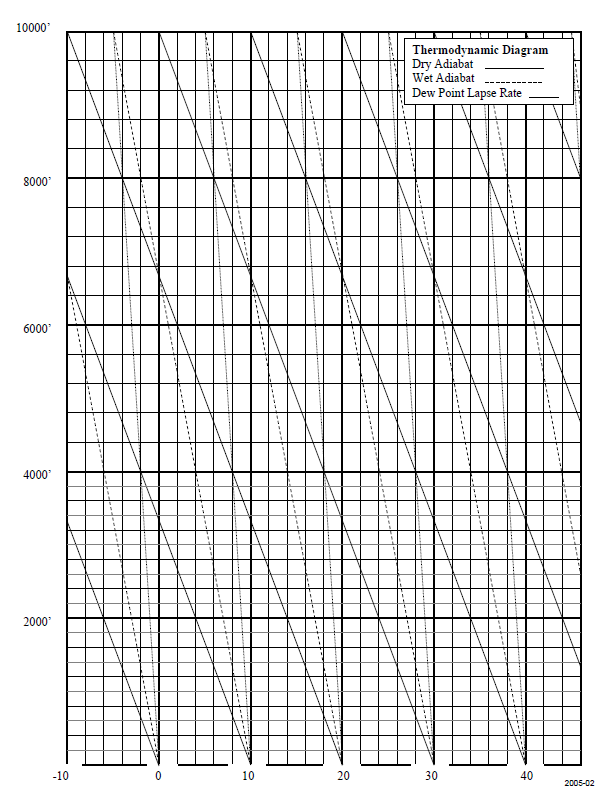 10000’
Thermodynamic Diagram
Dry Adiabat
Wet Adiabat
Dew Point Lapse Rate
8000’
6000’
4000’
2000’
-10 0 10 20 30 40
2005-02